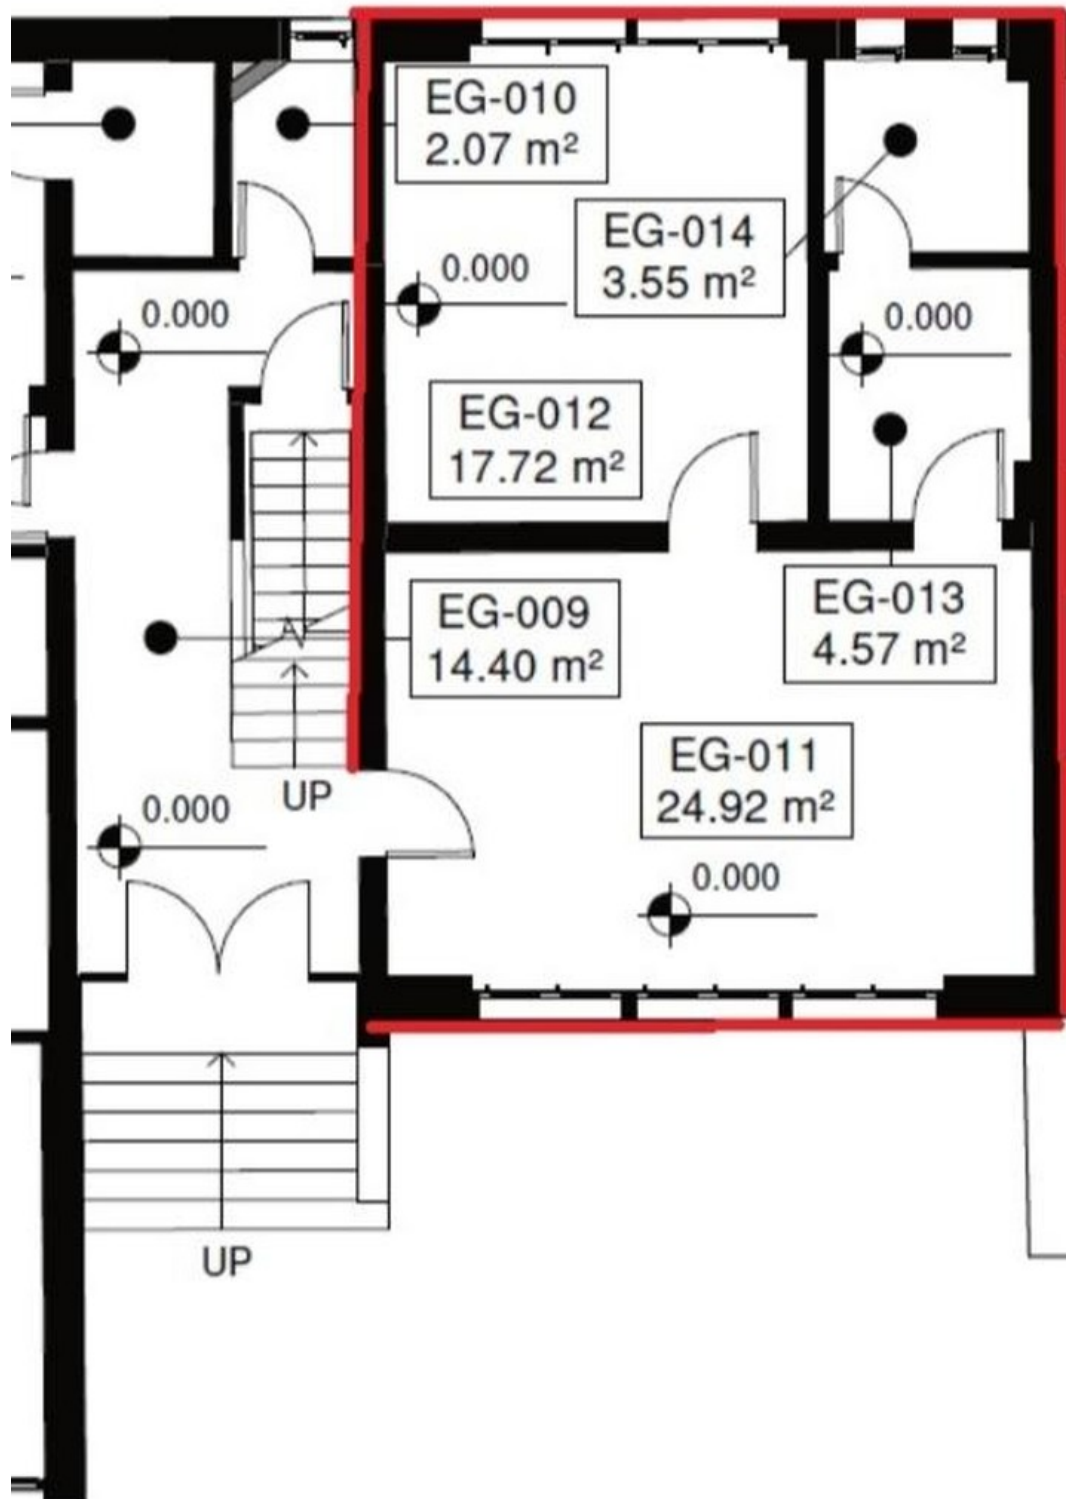 EG-010
2.07 m²
EG-014
3.55 m²
0.000
0.000
0.000
EG-012
17.72 m²
EG-009
14.40 m²
EG-013
4.57 m²
EG-011
24.92 m²
UP
0.000
0.000
UP